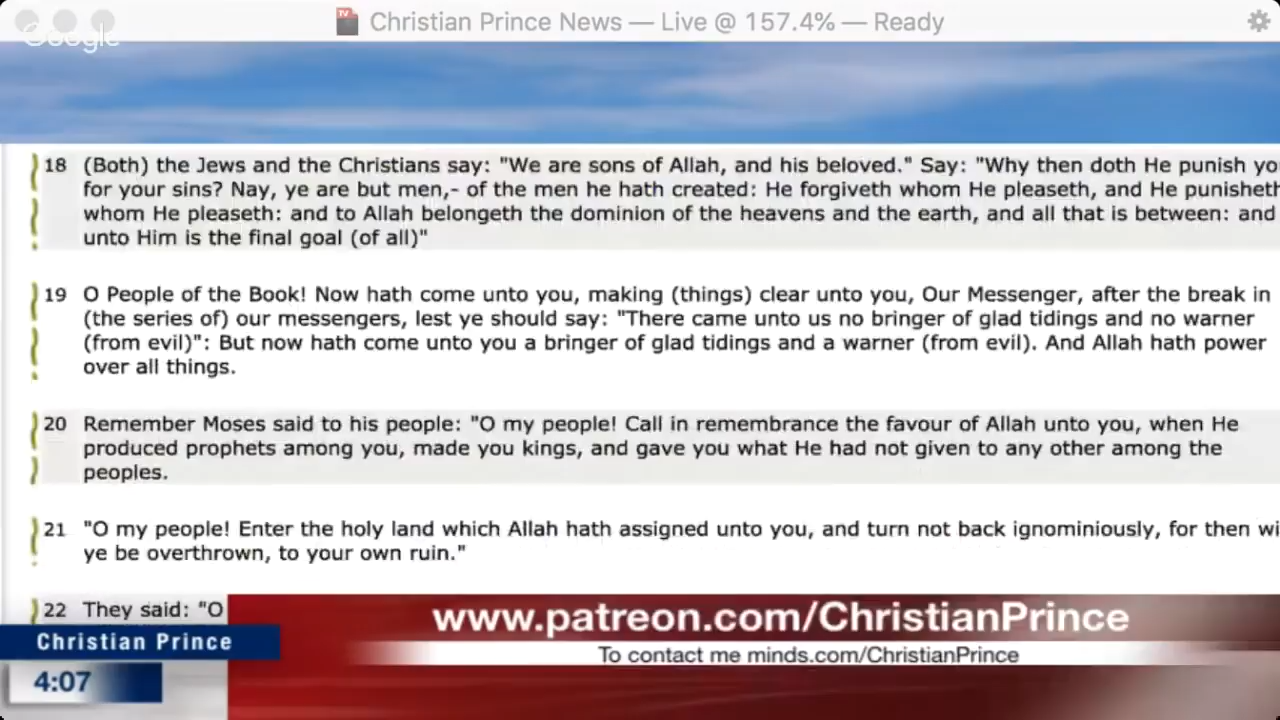 TV
Christian Prince News — Live @ 157.4% — Ready
Google
18 (Both) the Jews and the Christians say: "We are sons of Allah, and his beloved." Say: "Why then doth He punish yo
for your sins? Nay, ye are but men,- of the men he hath created: He forgiveth whom He pleaseth, and He punisheth
whom He pleaseth: and to Allah belongeth the dominion of the heavens and the earth, and all that is between: and
unto Him is the final goal (of all)"
19 O People of the Book! Now hath come unto you, making (things) clear unto you, Our Messenger, after the break in
(the series of) our messengers, lest ye should say: "There came unto us no bringer of glad tidings and no warner
(from evil)": But now hath come unto you a bringer of glad tidings and a warner (from evil). And Allah hath power
over all things.
20 Remember Moses said to his people: "O my people! Call in remembrance the favour of Allah unto you, when He
produced prophets among you, made you kings, and gave you what He had not given to any other among the
peoples.
21 "O my people! Enter the holy land which Allah hath assigned unto you, and turn not back ignominiously, for then wi
ye be overthrown, to your own ruin."
22 They said: "O
www.patreon.com/ChristianPrince
Christian Prince
To contact me minds.com/ChristianPrince
4:07